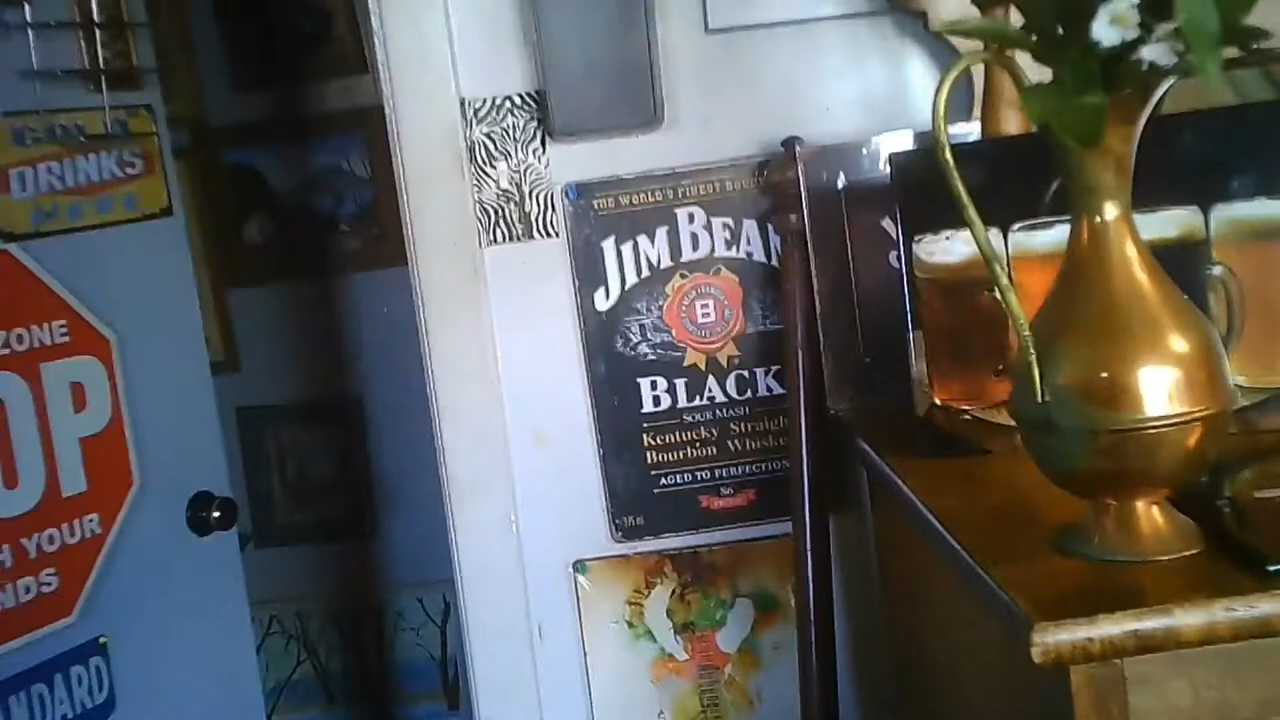 COLD
DRINKS
HERE
ZONE
OP
H YOUR
NDS
NDARD
THE WORLD'S FINEST BOU
JIM BEAM
B
BLACK
SOUR MASH
Kentucky Straigh
Bourbon Whiske
AGED TO PERFECTION
86